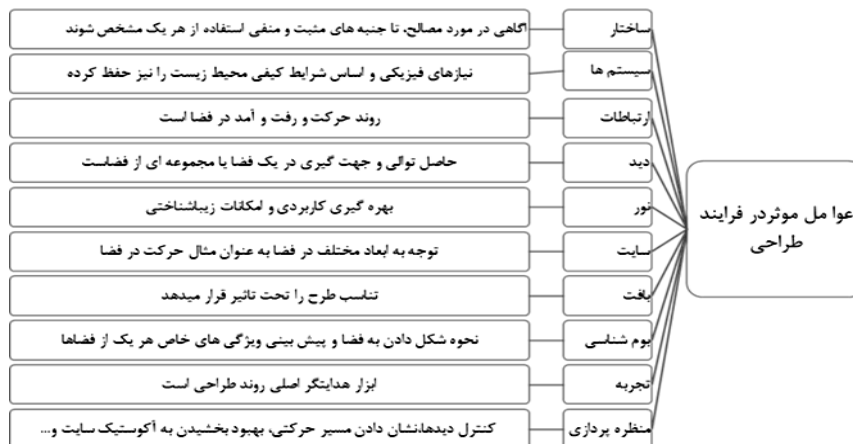 عوا مل موثردر فرایند
طراحی
ساختار
آگاهی در مورد مصالح، تا جنبه های مثبت و منفی استفاده از هر یک مشخص شوند
سیستم ها
نیازهای فیزیکی و اساس شرایط کیفی محیط زیست را نیز حفظ کرده
ارتباطات
روند حرکت و رفت و آمد در فضا است
دید
حاصل توالی و جهت گیری در یک فضا یا مجموعه ای از فضاست
نور
بهره گیری کاربردی و امکانات زیباشناختی
سایت
توجه به ابعاد مختلف در فضا به عنوان مثال حرکت در فضا
بافت
تناسب طرح را تحت تاثیر قرار میدهد
بوم شناسی
نحوه شکل دادن به فضا و پیش بینی ویژگی های خاص هر یک از فضاها
تجربه
ابزار هدایتگر اصلی روند طراحی است
منظره پردازی
کنترل دیدها،نشان دادن مسیر حرکتی، بهبود بخشیدن به آکوستیک سایت و...